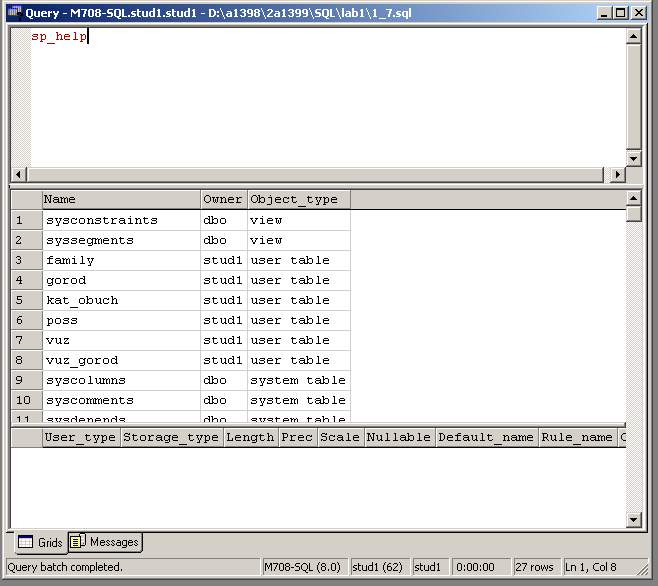 Query - M708-SQL.stud1.stud1 - D:\a1398\2a1399\SQL\lab1\1_7.sql
sp_help
Name Owner Object_type
1 sysconstraints dbo view
2 syssegments dbo view
3 family stud1 user table
4 gorod stud1 user table
5 kat_obuch stud1 user table
6 poss stud1 user table
7 vuz stud1 user table
8 vuz_gorod stud1 user table
9 syscolumns dbo system table
10 syscomments dbo system table
11 sysdepends dbo system table
User_type Storage_type Length Prec Scale Nullable Default_name Rule_name
Grids Messages
Query batch completed. M708-SQL (8.0) stud1 (62) stud1 0:00:00 27 rows Ln 1, Col 8